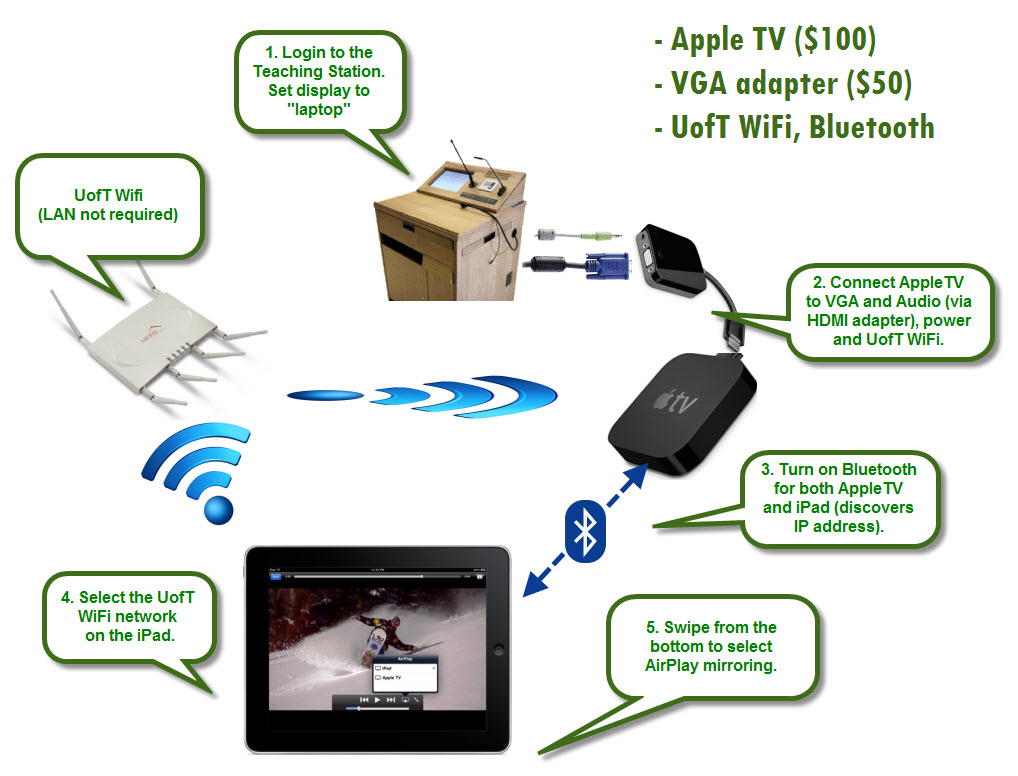 - Apple TV ($100)
- VGA adapter ($50)
- UofT WiFi, Bluetooth
1. Login to the
Teaching Station.
Set display to
"laptop"
UofT Wifi
(LAN not required)
2. Connect AppleTV
to VGA and Audio (via
HDMI adapter), power
and UofT WiFi.
tv
3. Turn on Bluetooth
for both AppleTV
and iPad (discovers
IP address).
4. Select the UofT
WiFi network
on the iPad.
AirPlay
iPad
Apple TV
5. Swipe from the
bottom to select
AirPlay mirroring.